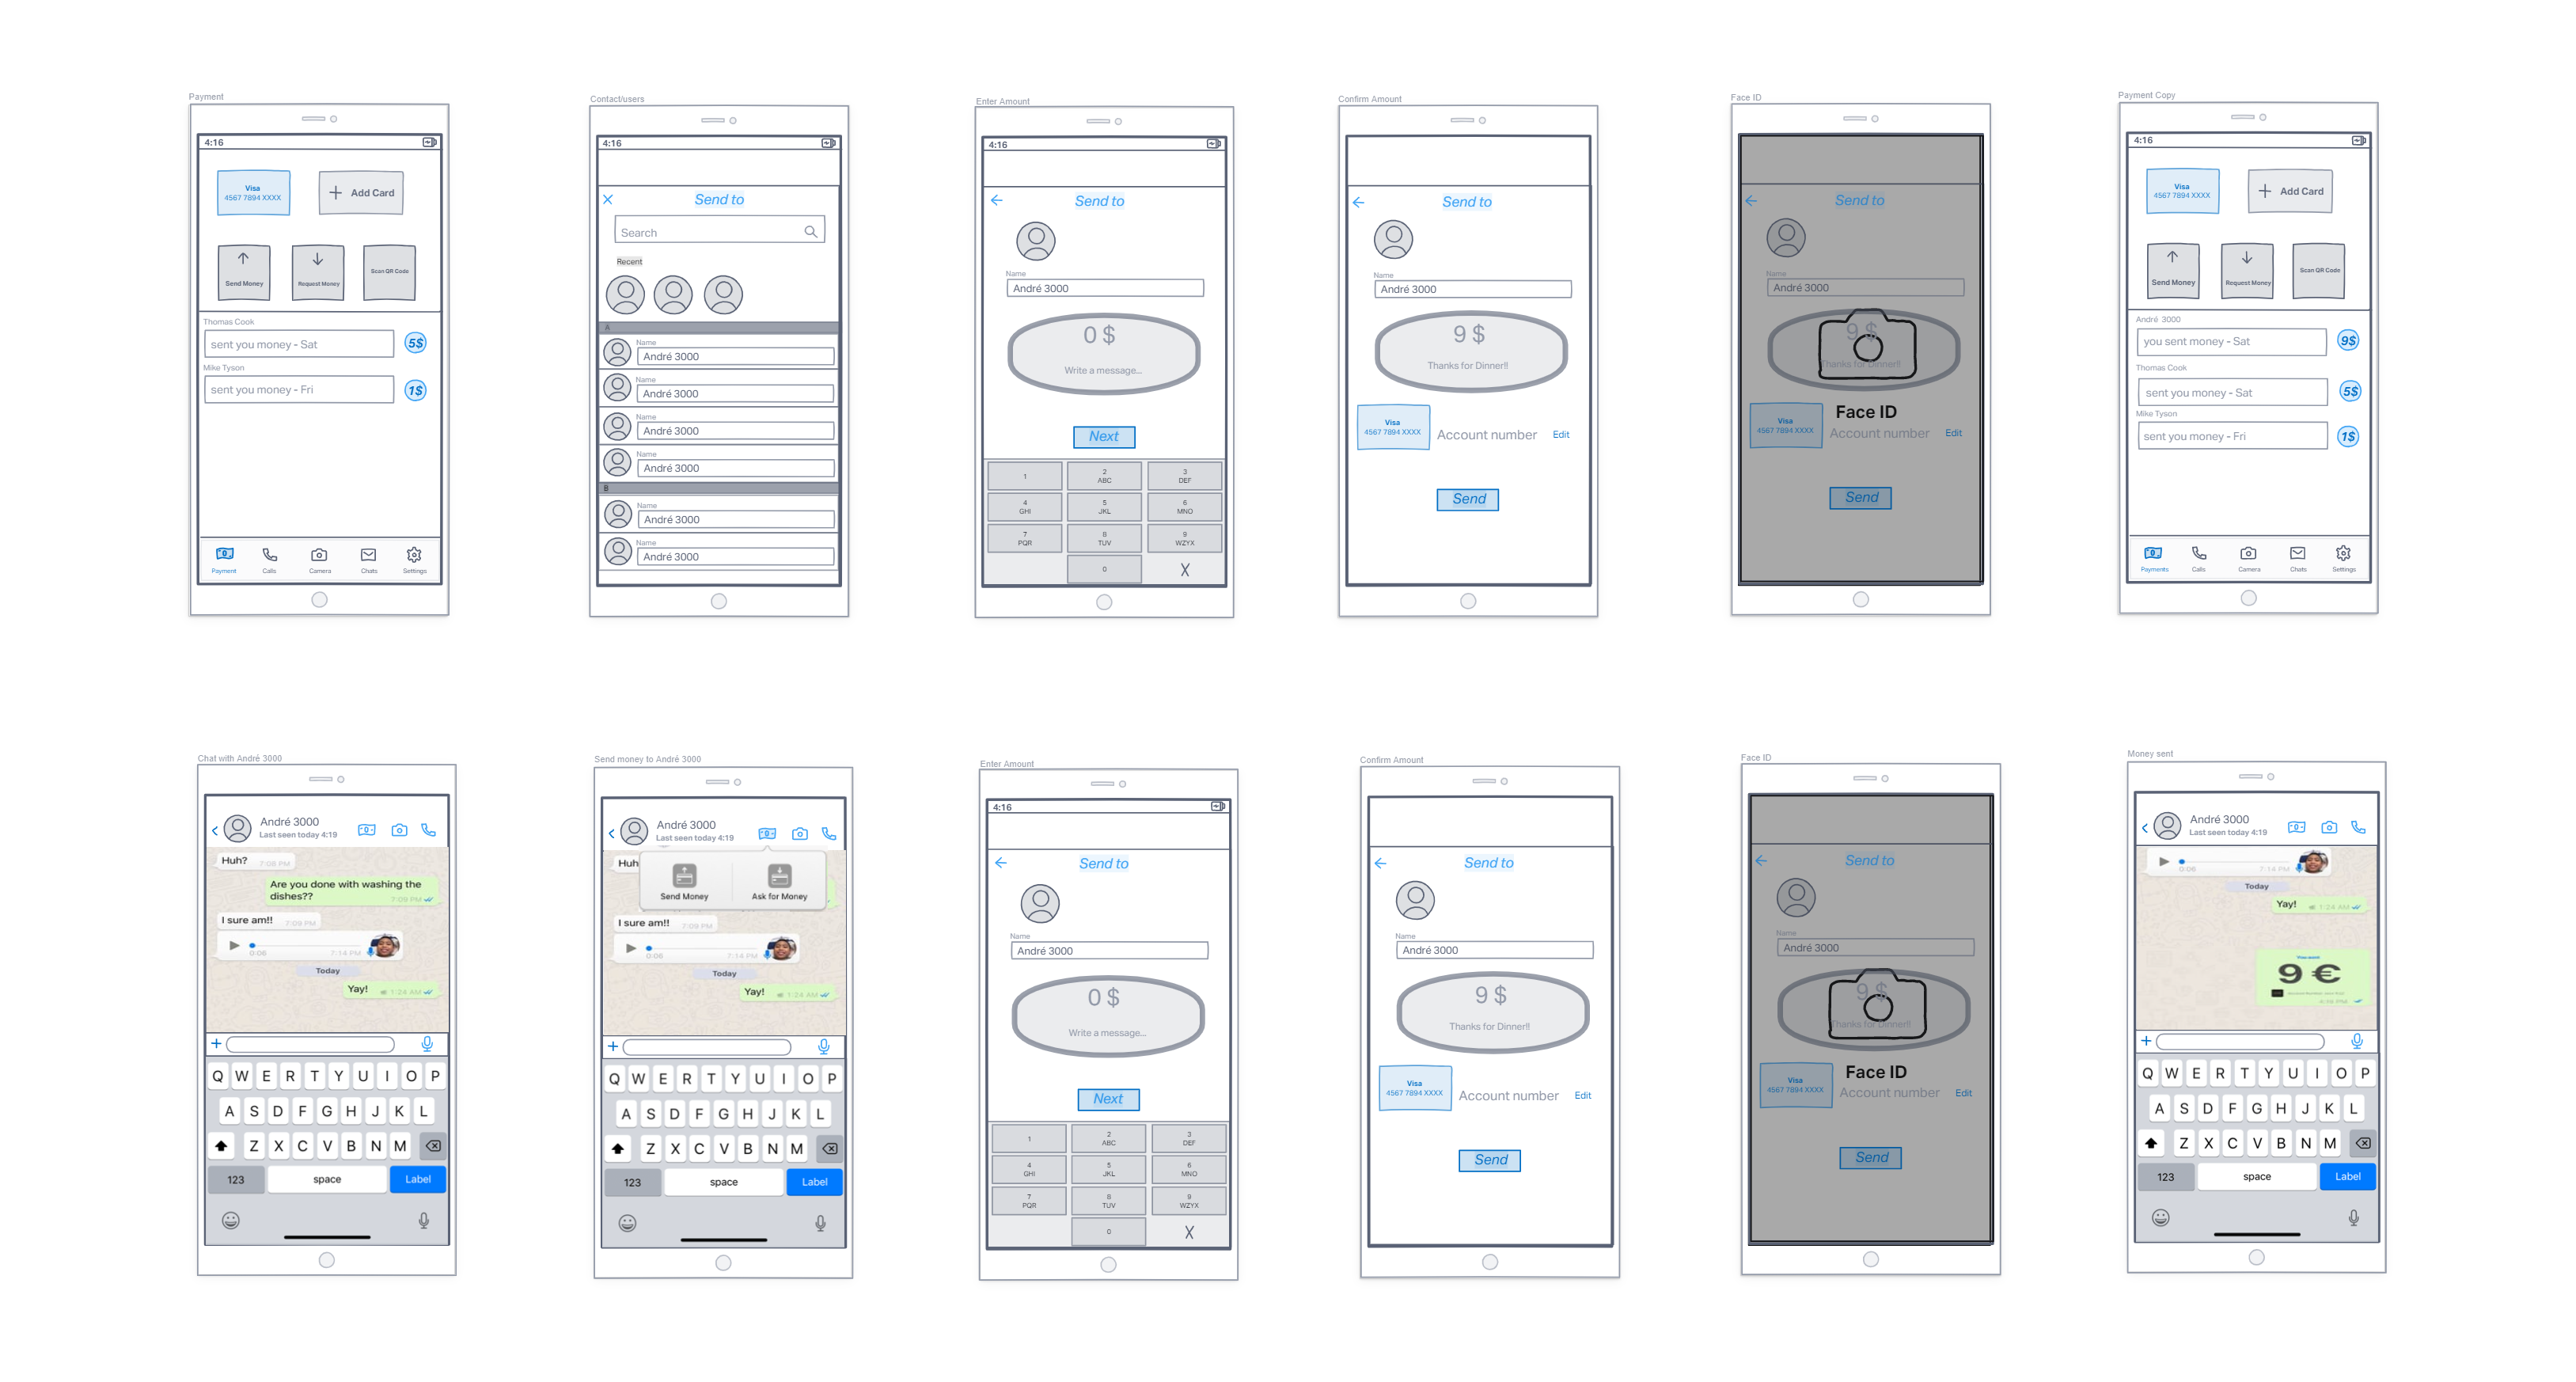 Payment
4:16
Visa
4567 7894 XXXX
Add Card
Send Money
Request Money
Scan QR Code
Thomas Cook
sent you money - Sat
5$
Mike Tyson
sent you money - Fri
1$
Payment
Calls
Camera
Chats
Settings
Contact/users
4:16
Send to
Search
Recent
A
Name
André 3000
Name
André 3000
Name
André 3000
Name
André 3000
B
Name
André 3000
Name
André 3000
Enter Amount
4:16
Send to
Name
André 3000
0 $
Write a message...
Next
1
2
ABC
3
DEF
4
GHI
5
JKL
6
MNO
7
PQR
8
TUV
9
WZYX
0
X
Confirm Amount
Send to
Name
André 3000
9 $
Thanks for Dinner!!
Visa
4567 7894 XXXX
Account number
Edit
Send
Face ID
Send to
Name
André 3000
9 $
Thanks for Dinner!!
Face ID
Visa
4567 7894 XXXX
Account number
Edit
Send
Payment Copy
4:16
Visa
4567 7894 XXXX
Add Card
Send Money
Request Money
Scan QR Code
André 3000
you sent money - Sat
9$
Thomas Cook
sent you money - Sat
5$
Mike Tyson
sent you money - Fri
1$
Payments
Calls
Camera
Chats
Settings
Chat with André 3000
André 3000
Last seen today 4:19
Huh?
7:08 PM
Are you done with washing the
dishes??
7:09 PM
I sure am!!
7:09 PM
0:06
7:14 PM
Today
Yay!
1:24 AM
Q W E R T Y U I O P
A S D F G H J K L
Z X C V B N M
123
space
Label
Send money to André 3000
André 3000
Last seen today 4:19
Huh
Send Money
Ask for Money
I sure am!!
7:09 PM
0:06
7:14 PM
Today
Yay!
1:24 AM
Q W E R T Y U I O P
A S D F G H J K L
Z X C V B N M
123
space
Label
Enter Amount
4:16
Send to
Name
André 3000
0 $
Write a message...
Next
1
2
ABC
3
DEF
4
GHI
5
JKL
6
MNO
7
PQR
8
TUV
9
WZYX
0
X
Confirm Amount
Send to
Name
André 3000
9 $
Thanks for Dinner!!
Visa
4567 7894 XXXX
Account number
Edit
Send
Face ID
Send to
Name
André 3000
9 $
Thanks for Dinner!!
Face ID
Visa
4567 7894 XXXX
Account number
Edit
Send
Money sent
André 3000
Last seen today 4:19
0:06
7:14 PM
Today
Yay!
1:24 AM
9 €
Q W E R T Y U I O P
A S D F G H J K L
Z X C V B N M
123
space
Label